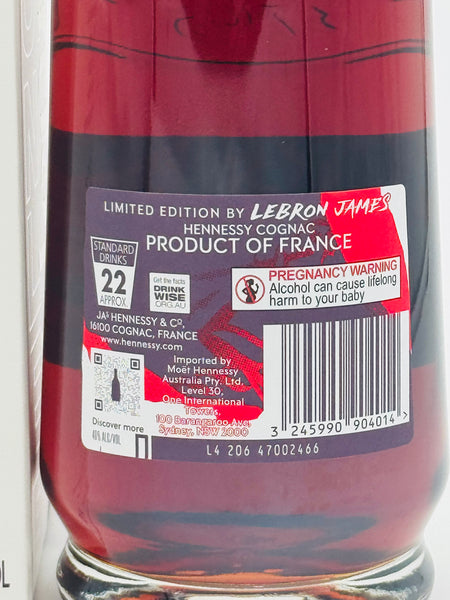 LIMITED EDITION BY LEBRON JAMES
HENNESSY COGNAC
PRODUCT OF FRANCE
STANDARD
DRINKS
22
APPROX.
Get the facts
DRINK
WISE
.ORG.AU
PREGNANCY WARNING
Alcohol can cause lifelong
harm to your baby
JAS HENNESSY & Cº,
16100 COGNAC, FRANCE
www.hennessy.com
Imported by
Moët Hennessy
Australia Pty. Ltd.
Level 30,
One International
Towers,
100 Barangaroo Ave,
Sydney, NSW 2000
Discover more
40% ALC/VOL
3 245990 904014 >
L4 206 47002466